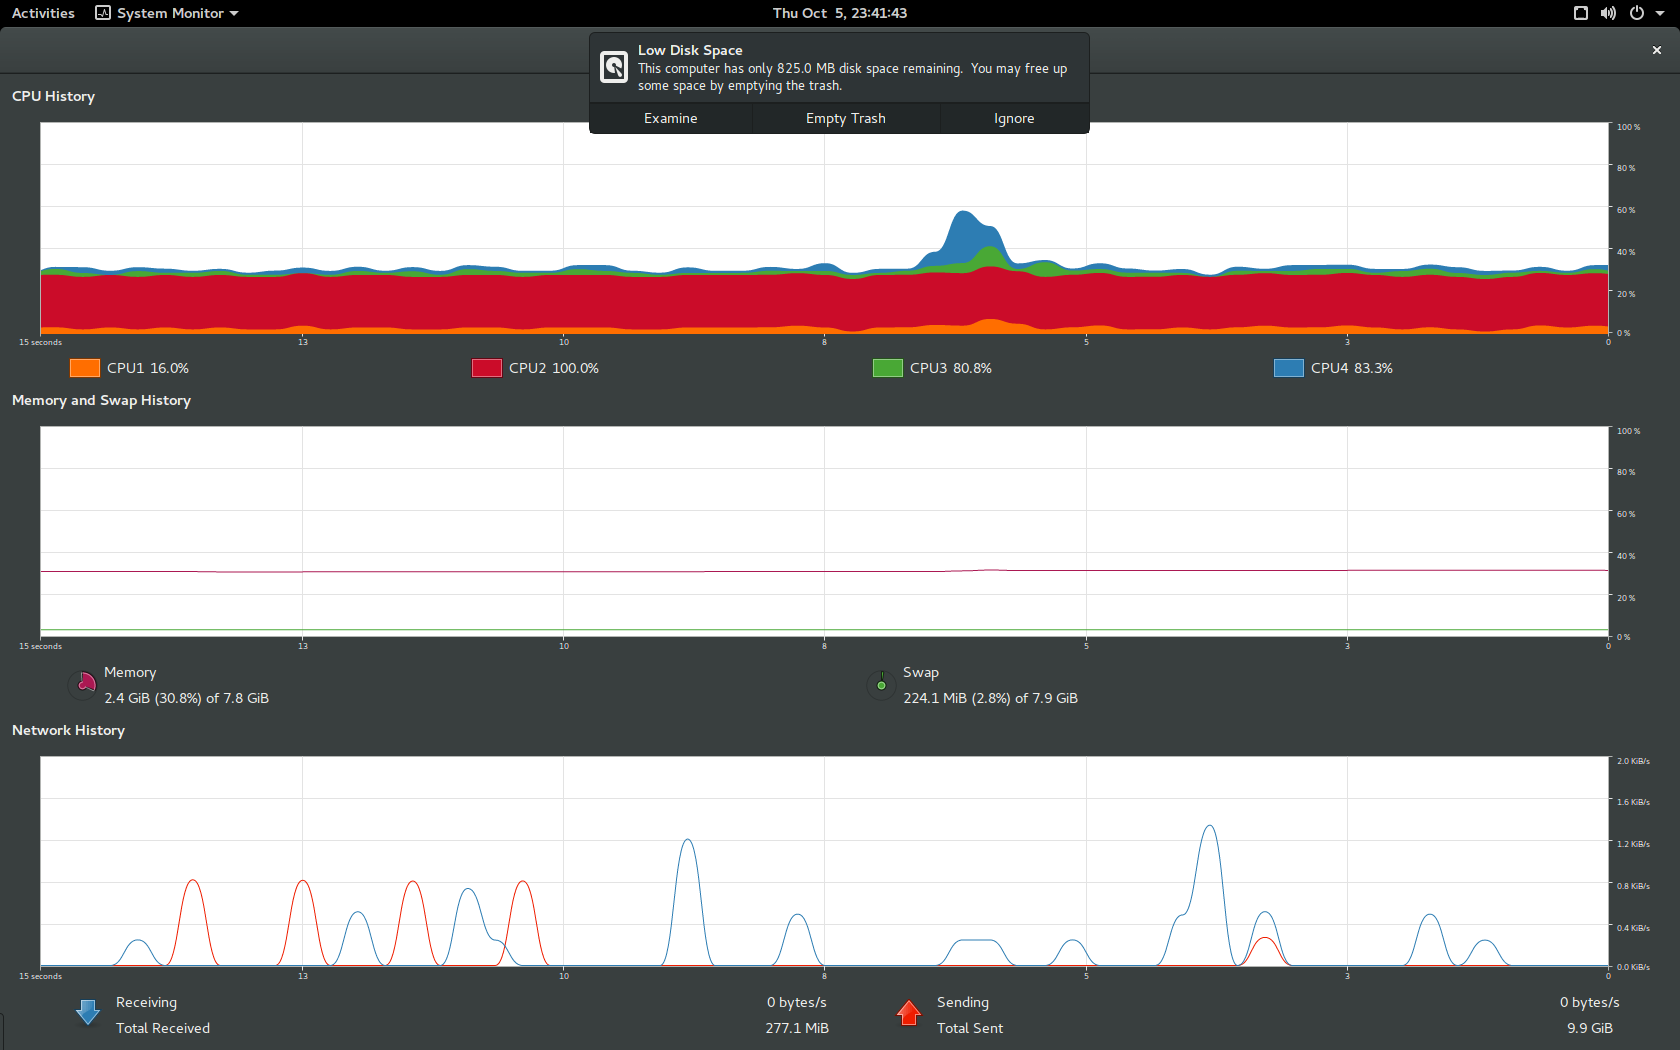 Activities System Monitor Thu Oct 5, 23:41:43
Low Disk Space
This computer has only 825.0 MB disk space remaining. You may free up
some space by emptying the trash.
Examine Empty Trash Ignore
CPU History
100 %
80 %
60 %
40 %
20 %
0 %
15 seconds 13 10 8 5 3 0
CPU1 16.0% CPU2 100.0% CPU3 80.8% CPU4 83.3%
Memory and Swap History
100 %
80 %
60 %
40 %
20 %
0 %
15 seconds 13 10 8 5 3 0
Memory Swap
2.4 GiB (30.8%) of 7.8 GiB 224.1 MiB (2.8%) of 7.9 GiB
Network History
2.0 KiB/s
1.6 KiB/s
1.2 KiB/s
0.8 KiB/s
0.4 KiB/s
0.0 KiB/s
15 seconds 13 10 8 5 3 0
Receiving 0 bytes/s Sending 0 bytes/s
Total Received 277.1 MiB Total Sent 9.9 GiB